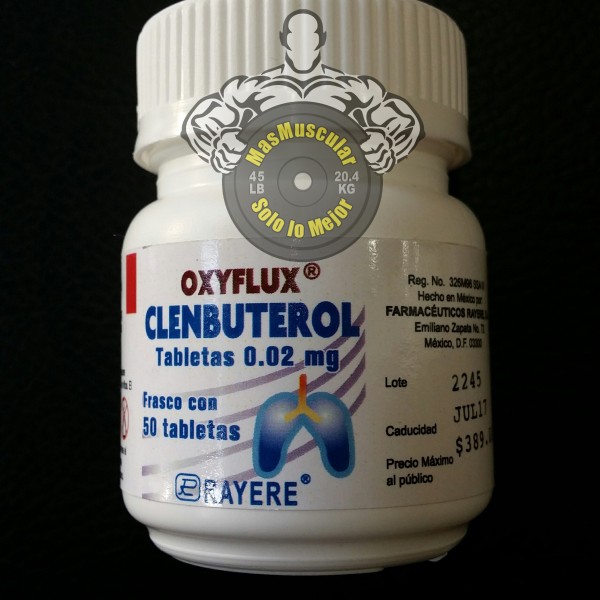 MasMuscular
45 LB
20.4 KG
Solo lo Mejor
OXYFLUX®
CLENBUTEROL
Tabletas 0.02 mg
Frasco con
50 tabletas
RAYERE®
Reg. No.
Hecho en México por
FARMACÉUTICOS RAYERE,
Emiliano Zapata No.
México, D.F.
Lote 2245
Caducidad JUL17
Precio Máximo
al público
$389.